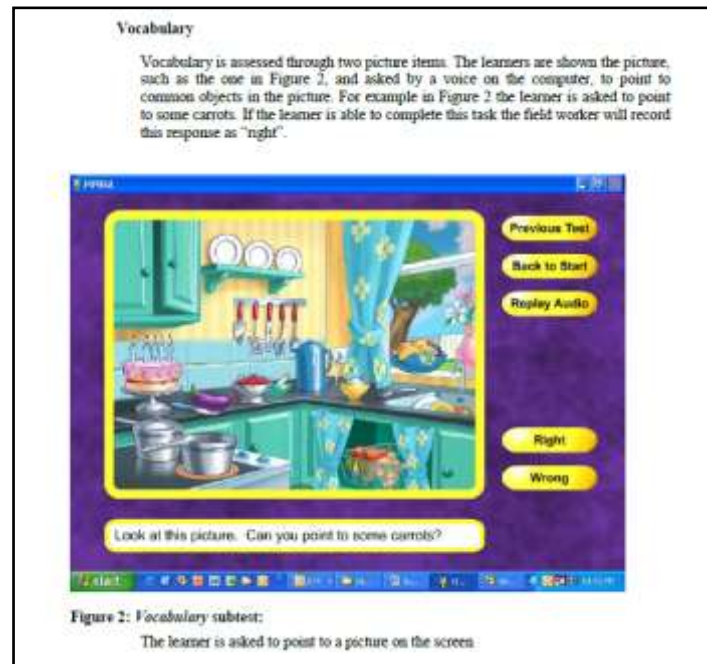 Vocabulary
Vocabulary is assessed through two picture items. The learners are shown the picture,
such as the one in Figure 2, and asked by a voice on the computer, to point to
common objects in the picture. For example in Figure 2 the learner is asked to point
to some carrots. If the learner is able to complete this task the field worker will record
this response as "right".
Previous Test
Back to Start
Replay Audio
Right
Wrong
Look at this picture. Can you point to some carrots?
start
Figure 2: Vocabulary subtest:
The learner is asked to point to a picture on the screen